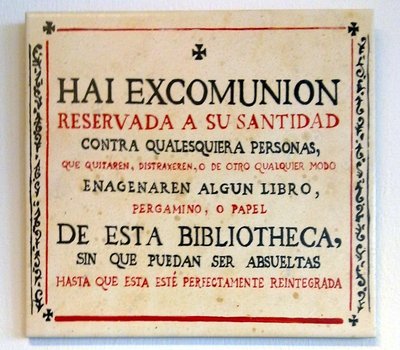 HAI EXCOMUNION
RESERVADA A SU SANTIDAD
CONTRA QUALESQUIERA PERSONAS,
QUE QUITAREN, DISTRAXEREN, O DE OTRO QUALQUIER MODO
ENAGENAREN ALGUN LIBRO,
PERGAMINO, O PAPEL
DE ESTA BIBLIOTHECA,
SIN QUE PUEDAN SER ABSUELTAS
HASTA QUE ESTA ESTÉ PERFECTAMENTE REINTEGRADA